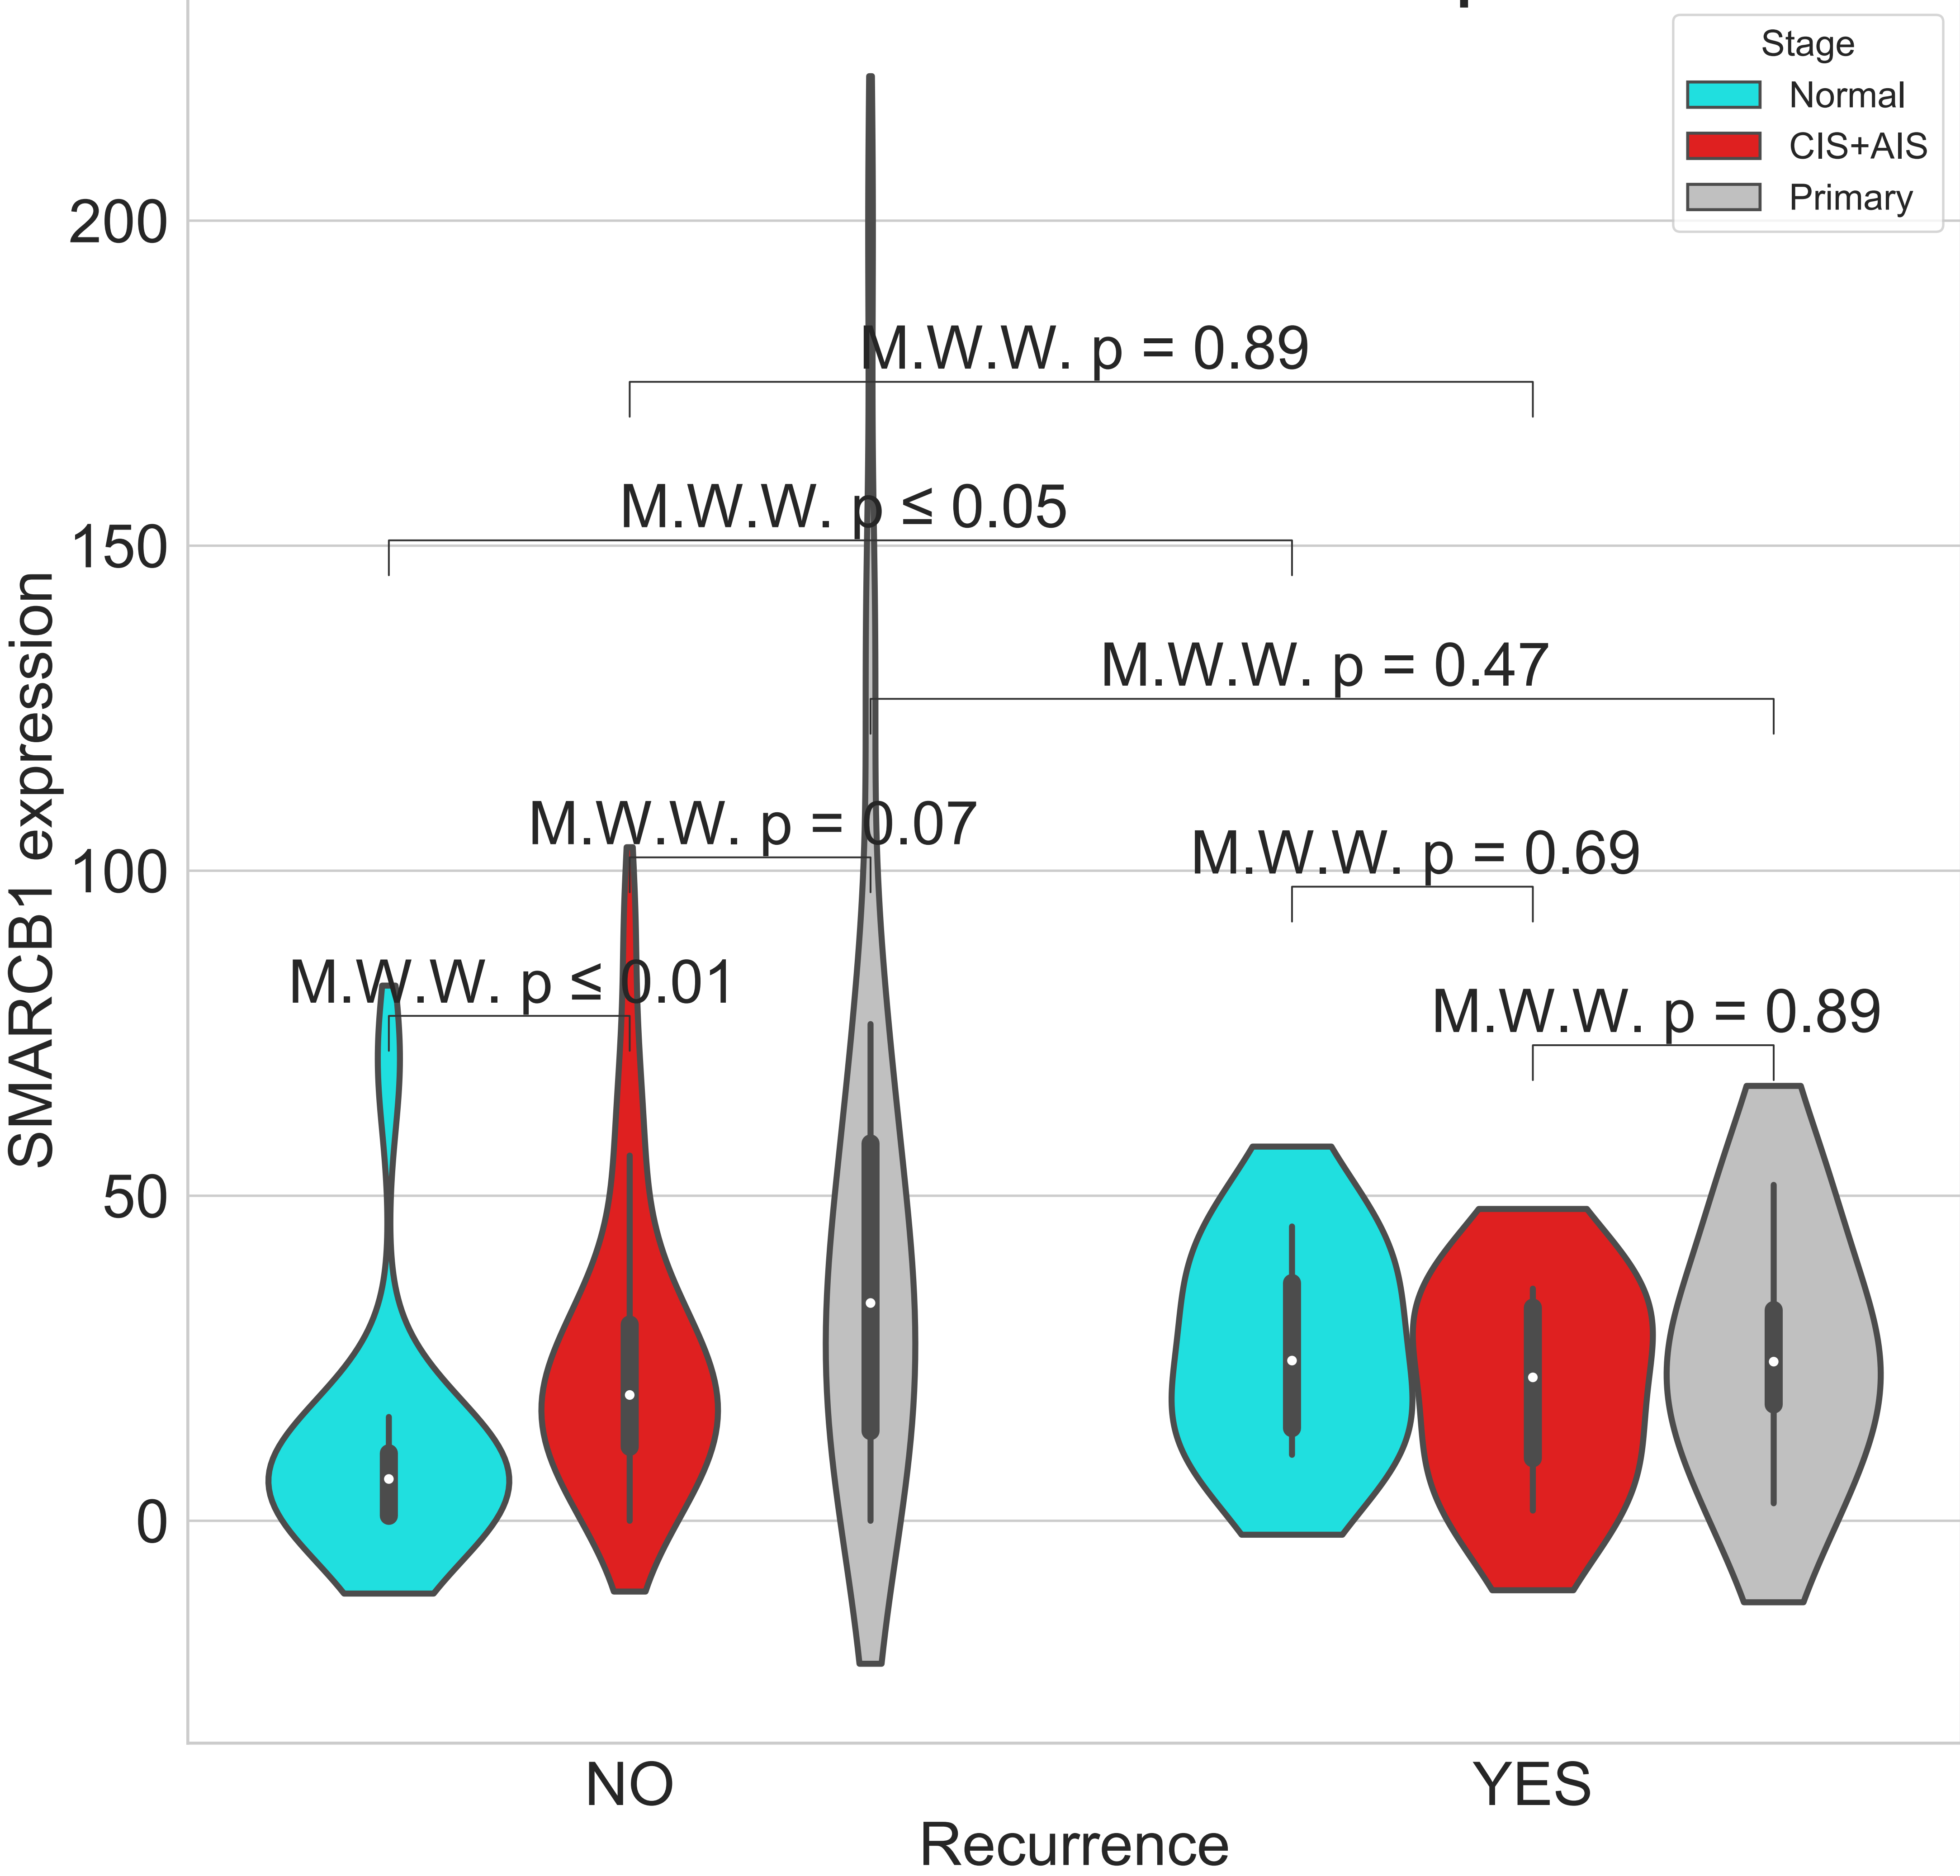 Stage
Normal
CIS+AIS
Primary
200
M.W.W. p = 0.89
M.W.W. p ≤ 0.05
150
M.W.W. p = 0.47
SMARCB1 expression
M.W.W. p = 0.07
M.W.W. p = 0.69
100
M.W.W. p ≤ 0.01
M.W.W. p = 0.89
50
0
NO
YES
Recurrence